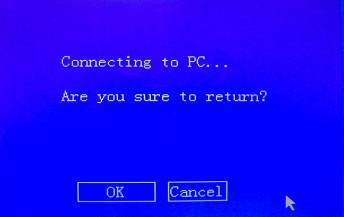 Connecting to PC...
Are you sure to return?
OK
Cancel